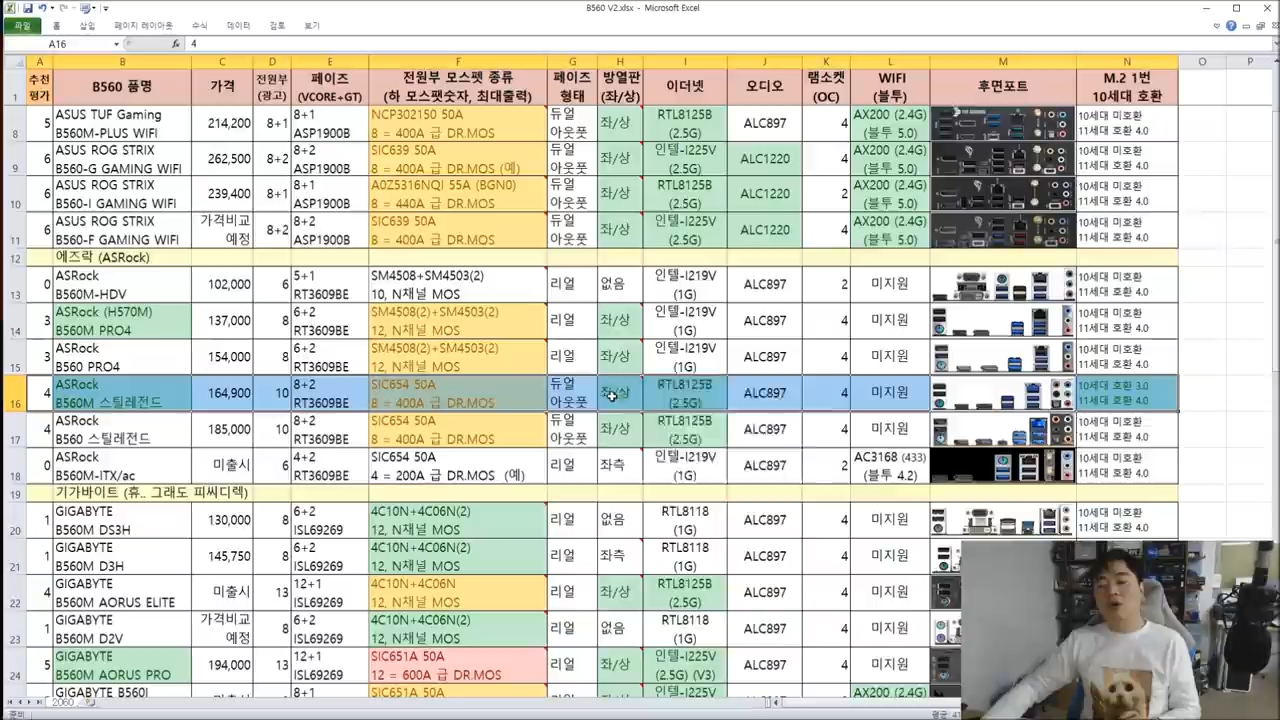 B560 V2.xlsx - Microsoft Excel
파일 홈 삽입 페이지 레이아웃 수식 데이터 검토 보기
A16 fx 4
A B C D E F G H I J K L M N O P
1 추천 평가 B560 품명 가격 전원부 (광고) 페이즈 (VCORE+GT) 전원부 모스펫 종류 (하 모스펫숫자, 최대출력) 페이즈 형태 방열판 (좌/상) 이더넷 오디오 램소켓 (OC) WIFI (블투) 후면포트 M.2 1번 10세대 호환
8 5 ASUS TUF Gaming B560M-PLUS WIFI 214,200 8+1 8+1 ASP1900B NCP302150 50A 8 = 400A 급 DR.MOS 듀얼 아웃풋 좌/상 RTL8125B (2.5G) ALC897 4 AX200 (2.4G) (블투 5.0) 10세대 미호환 11세대 호환 4.0
9 6 ASUS ROG STRIX B560-G GAMING WIFI 262,500 8+2 8+2 ASP1900B SIC639 50A 8 = 400A 급 DR.MOS (예) 듀얼 아웃풋 좌/상 인텔-I225V (2.5G) ALC1220 4 AX200 (2.4G) (블투 5.0) 10세대 미호환 11세대 호환 4.0
10 6 ASUS ROG STRIX B560-I GAMING WIFI 239,400 8+1 8+1 ASP1900B A0Z5316NQI 55A (BGN0) 8 = 440A 급 DR.MOS 듀얼 아웃풋 좌/상 RTL8125B (2.5G) ALC1220 2 AX200 (2.4G) (블투 5.0) 10세대 미호환 11세대 호환 4.0
11 6 ASUS ROG STRIX B560-F GAMING WIFI 가격비교 예정 8+2 8+2 ASP1900B SIC639 50A 8 = 400A 급 DR.MOS 듀얼 아웃풋 좌/상 인텔-I225V (2.5G) ALC1220 4 AX200 (2.4G) (블투 5.0) 10세대 미호환 11세대 호환 4.0
12 에즈락 (ASRock)
13 0 ASRock B560M-HDV 102,000 6 5+1 RT3609BE SM4508+SM4503(2) 10, N채널 MOS 리얼 없음 인텔-I219V (1G) ALC897 2 미지원 10세대 미호환 11세대 호환 4.0
14 3 ASRock (H570M) B560M PRO4 137,000 8 6+2 RT3609BE SM4508(2)+SM4503(2) 12, N채널 MOS 리얼 좌/상 인텔-I219V (1G) ALC897 4 미지원 10세대 미호환 11세대 호환 4.0
15 3 ASRock B560 PRO4 154,000 8 6+2 RT3609BE SM4508(2)+SM4503(2) 12, N채널 MOS 리얼 좌/상 인텔-I219V (1G) ALC897 4 미지원 10세대 미호환 11세대 호환 4.0
16 4 ASRock B560M 스틸레전드 164,900 10 8+2 RT3609BE SIC654 50A 8 = 400A 급 DR.MOS 듀얼 아웃풋 좌/상 RTL8125B (2.5G) ALC897 4 미지원 10세대 호환 3.0 11세대 호환 4.0
17 4 ASRock B560 스틸레전드 185,000 10 8+2 RT3609BE SIC654 50A 8 = 400A 급 DR.MOS 듀얼 아웃풋 좌/상 RTL8125B (2.5G) ALC897 4 미지원 10세대 미호환 11세대 호환 4.0
18 0 ASRock B560M-ITX/ac 미출시 6 4+2 RT3609BE SIC654 50A 4 = 200A 급 DR.MOS (예) 리얼 좌측 인텔-I219V (1G) ALC897 2 AC3168 (433) (블투 4.2) 10세대 미호환 11세대 호환 4.0
19 기가바이트 (휴.. 그래도 피씨디렉)
20 1 GIGABYTE B560M DS3H 130,000 8 6+2 ISL69269 4C10N+4C06N(2) 12, N채널 MOS 리얼 없음 RTL8118 (1G) ALC897 4 미지원 10세대 미호환 11세대 호환 4.0
21 1 GIGABYTE B560M D3H 145,750 8 6+2 ISL69269 4C10N+4C06N(2) 12, N채널 MOS 리얼 좌측 RTL8118 (1G) ALC897 4 미지원
22 4 GIGABYTE B560M AORUS ELITE 미출시 13 12+1 ISL69269 4C10N+4C06N 12, N채널 MOS 리얼 좌/상 RTL8125B (2.5G) ALC897 4 미지원
23 1 GIGABYTE B560M D2V 가격비교 예정 8 6+2 ISL69269 4C10N+4C06N(2) 12, N채널 MOS 리얼 없음 RTL8118 (1G) ALC897 4 미지원
24 5 GIGABYTE B560M AORUS PRO 194,000 13 12+1 ISL69269 SIC651A 50A 12 = 600A 급 DR.MOS 리얼 좌/상 인텔-I225V (2.5G) (V3) ALC897 4 미지원
GIGABYTE B560I 8+1 SIC651A 50A 인텔-I225V AX200 (2.4G)
2060
준비